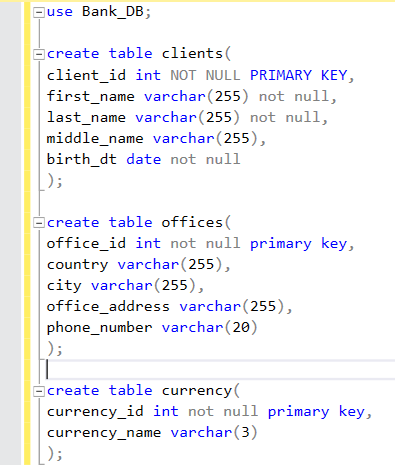 use Bank_DB;
create table clients(
client_id int NOT NULL PRIMARY KEY,
first_name varchar(255) not null,
last_name varchar(255) not null,
middle_name varchar(255),
birth_dt date not null
);
create table offices(
office_id int not null primary key,
country varchar(255),
city varchar(255),
office_address varchar(255),
phone_number varchar(20)
);
create table currency(
currency_id int not null primary key,
currency_name varchar(3)
);